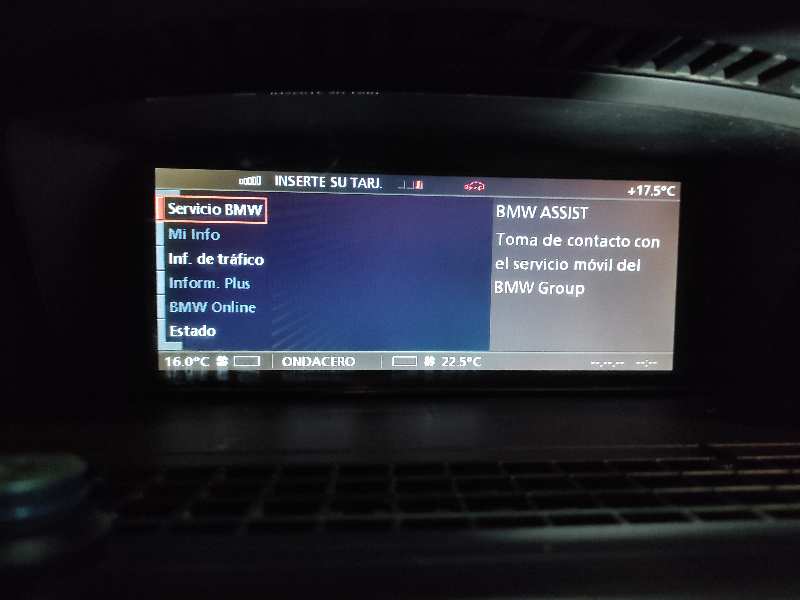 INSERTE SU TARJ.
+17.5°C
Servicio BMW
Mi Info
Inf. de tráfico
Inform. Plus
BMW Online
Estado
BMW ASSIST
Toma de contacto con
el servicio móvil del
BMW Group
16.0°C
ONDACERO
22.5°C
--.--.-- --:--